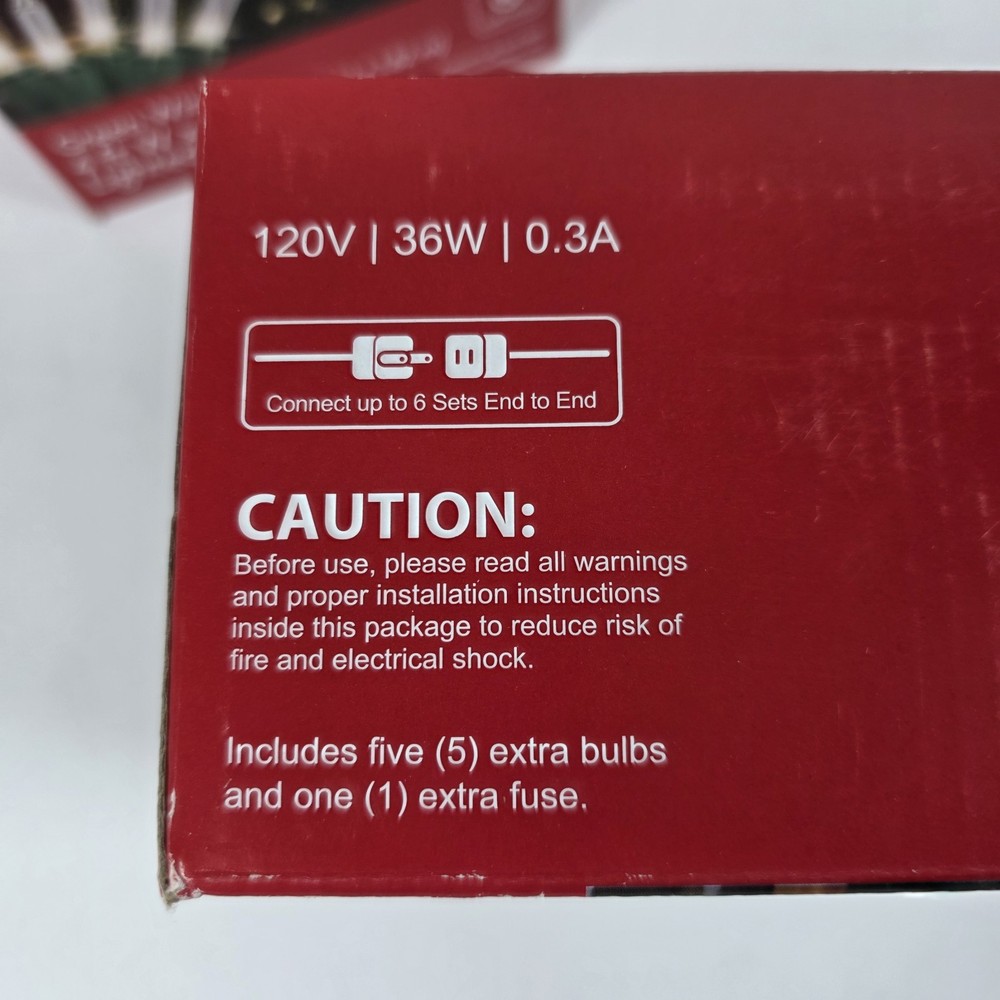 120V | 36W | 0.3A
Connect up to 6 Sets End to End
CAUTION:
Before use, please read all warnings
and proper installation instructions
inside this package to reduce risk of
fire and electrical shock.
Includes five (5) extra bulbs
and one (1) extra fuse.